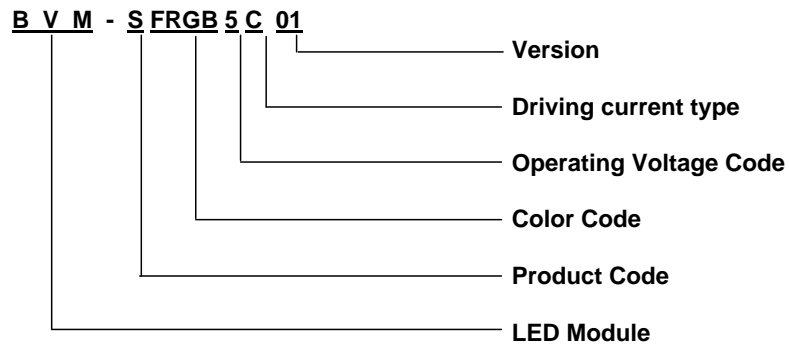 B V M - S FRGB 5 C 01
Version
Driving current type
Operating Voltage Code
Color Code
Product Code
LED Module